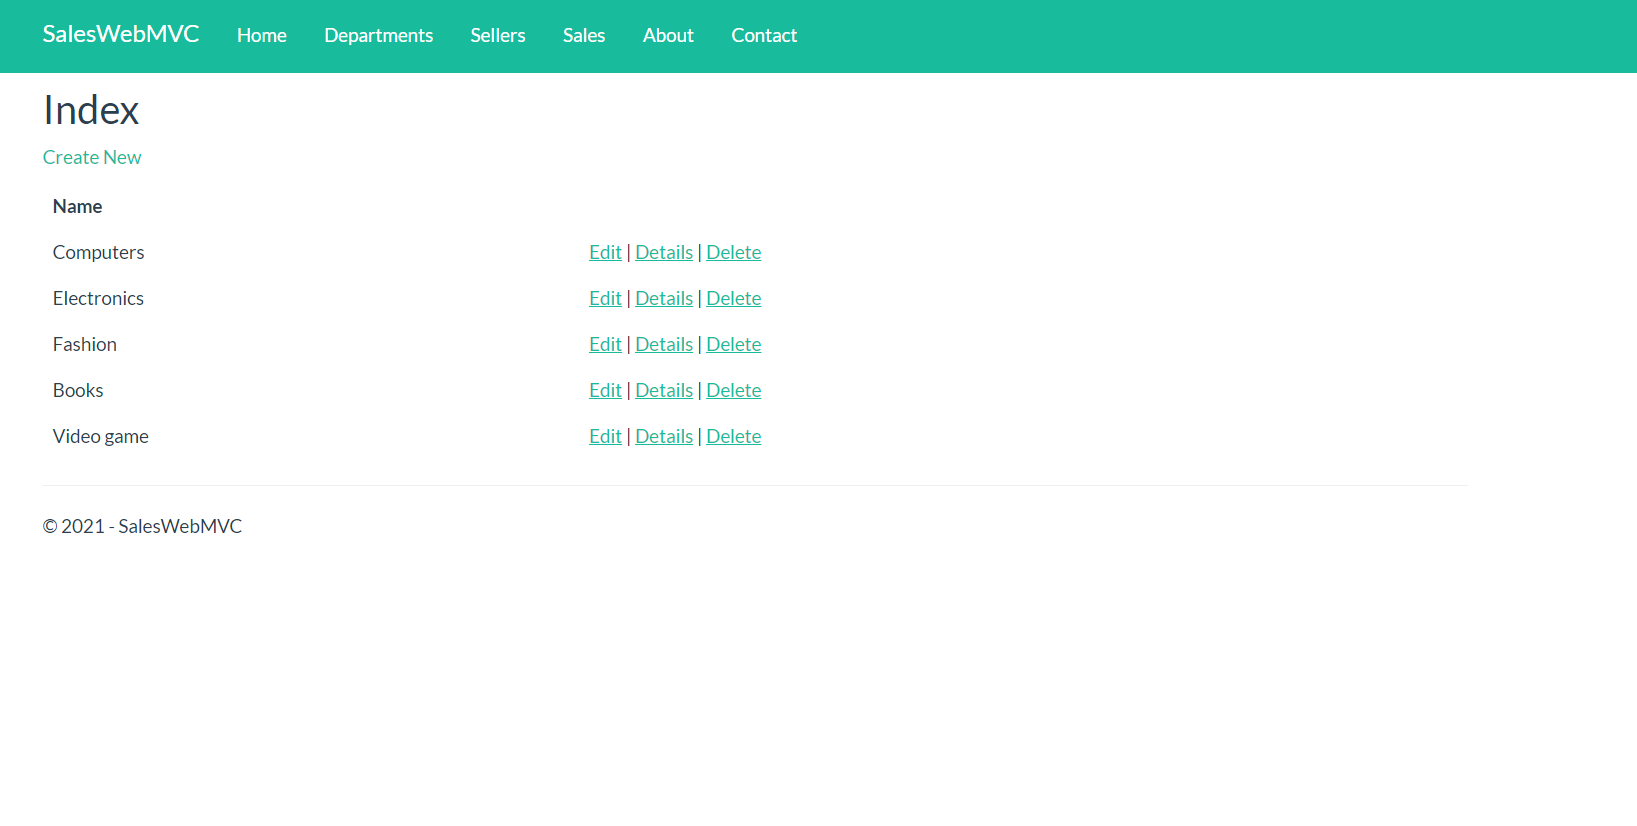 SalesWebMVC Home Departments Sellers Sales About Contact
Index
Create New
Name
Computers Edit | Details | Delete
Electronics Edit | Details | Delete
Fashion Edit | Details | Delete
Books Edit | Details | Delete
Video game Edit | Details | Delete
© 2021 - SalesWebMVC